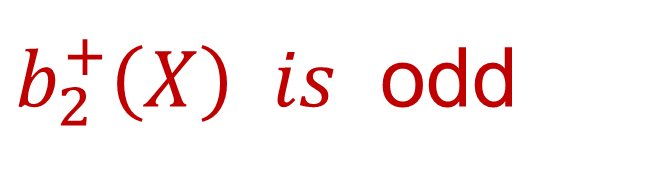 $b_2^+(X)$ is odd